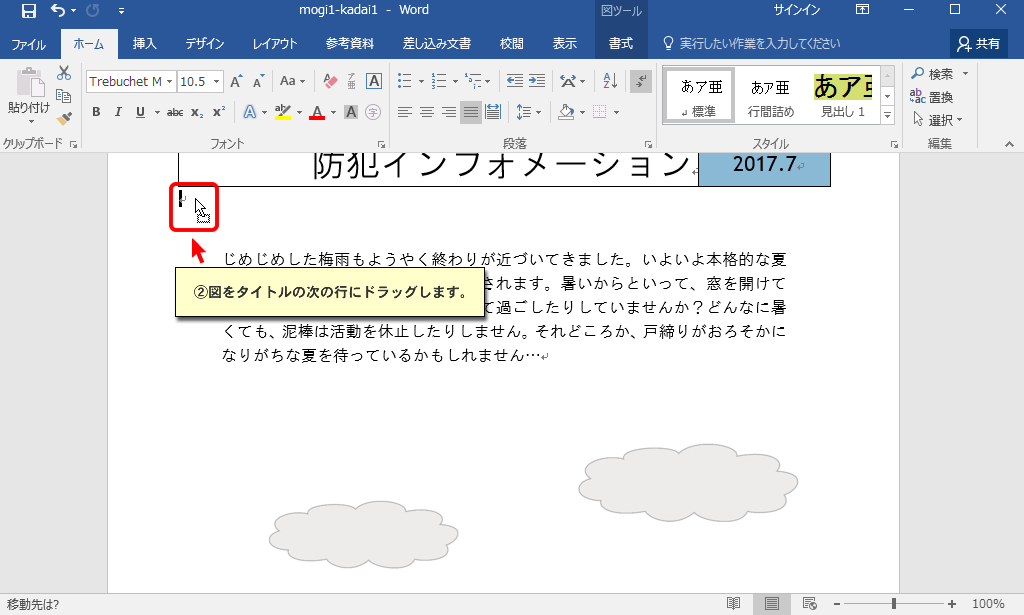 mogi1-kadai1 - Word
図ツール
サインイン
ファイル ホーム 挿入 デザイン レイアウト 参考資料 差し込み文書 校閲 表示 書式 実行したい作業を入力してください 共有
Trebuchet M 10.5 A A Aa ア亜 A
貼り付け
B I U abc x₂ x² A ab A A 字
クリップボード フォント 段落 スタイル 編集
あア亜 あア亜 あア亜
標準 行間詰め 見出し 1
検索
置換
選択
防犯インフォメーション 2017.7
じめじめした梅雨もようやく終わりが近づいてきました。いよいよ本格的な夏
されます。暑いからといって、窓を開けて
②図をタイトルの次の行にドラッグします。
て過ごしたりしていませんか？どんなに暑
くても、泥棒は活動を休止したりしません。それどころか、戸締りがおろそかに
なりがちな夏を待っているかもしれません…
移動先は?
100%